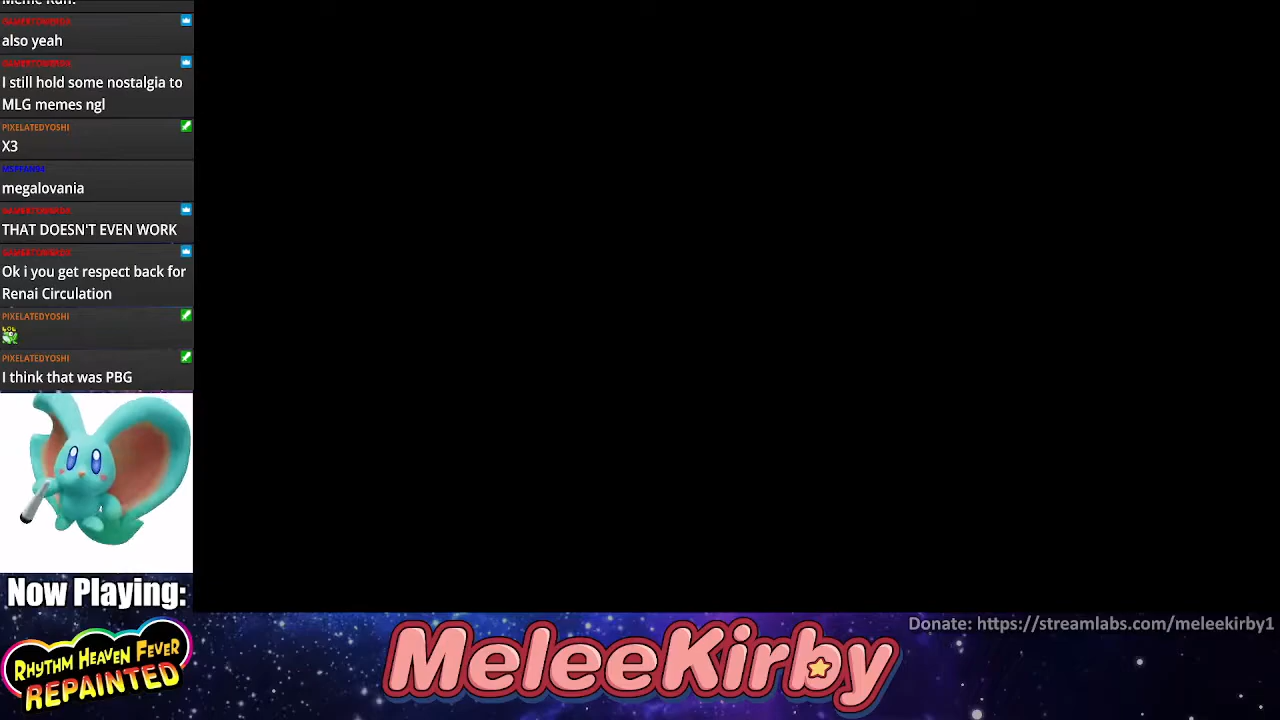 also yeah
I still hold some nostalgia to
MLG memes ngl
PIXELATEDYOSHI
X3
megalovania
THAT DOESN'T EVEN WORK
Ok i you get respect back for
Renai Circulation
PIXELATEDYOSHI
LOL
PIXELATEDYOSHI
I think that was PBG
Now Playing:
RHYTHM HEAVEN FEVER
REPAINTED
MeleeKirby
Donate: https://streamlabs.com/meleekirby1